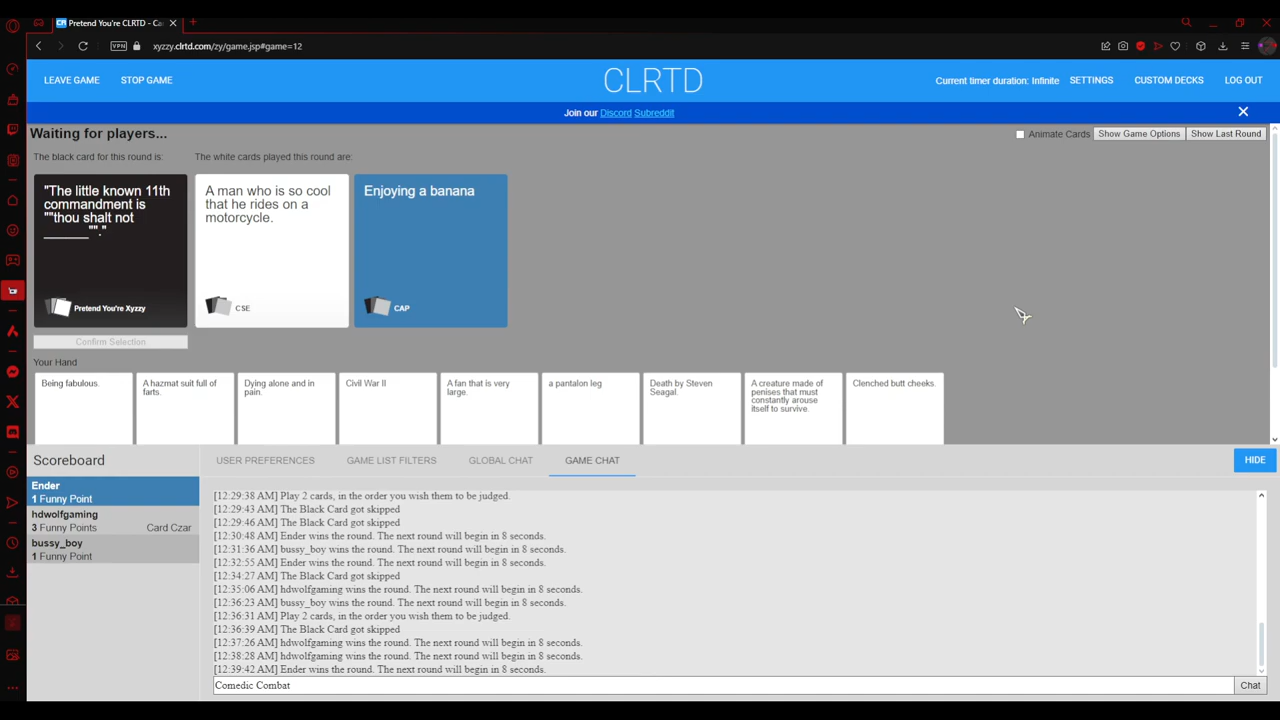 Pretend You're CLRTD - Ca
VPN
xyzzy.clrtd.com/zy/game.jsp#game=12
LEAVE GAME
STOP GAME
CLRTD
Current timer duration: Infinite
SETTINGS
CUSTOM DECKS
LOG OUT
Join our Discord Subreddit
Waiting for players...
Animate Cards
Show Game Options
Show Last Round
The black card for this round is:
The white cards played this round are:
"The little known 11th
commandment is
""thou shalt not
______""."
Pretend You're Xyzzy
A man who is so cool
that he rides on a
motorcycle.
CSE
Enjoying a banana
CAP
Confirm Selection
Your Hand
Being fabulous.
A hazmat suit full of
farts.
Dying alone and in
pain.
Civil War II
A fan that is very
large.
a pantalon leg
Death by Steven
Seagal.
A creature made of
penises that must
constantly arouse
itself to survive.
Clenched butt cheeks.
Scoreboard
USER PREFERENCES
GAME LIST FILTERS
GLOBAL CHAT
GAME CHAT
HIDE
Ender
1 Funny Point
hdwolfgaming
3 Funny Points
Card Czar
bussy_boy
1 Funny Point
[12:29:38 AM] Play 2 cards, in the order you wish them to be judged.
[12:29:43 AM] The Black Card got skipped
[12:29:46 AM] The Black Card got skipped
[12:30:48 AM] Ender wins the round. The next round will begin in 8 seconds.
[12:31:36 AM] bussy_boy wins the round. The next round will begin in 8 seconds.
[12:32:55 AM] Ender wins the round. The next round will begin in 8 seconds.
[12:34:27 AM] The Black Card got skipped
[12:35:06 AM] hdwolfgaming wins the round. The next round will begin in 8 seconds.
[12:36:23 AM] bussy_boy wins the round. The next round will begin in 8 seconds.
[12:36:31 AM] Play 2 cards, in the order you wish them to be judged.
[12:36:39 AM] The Black Card got skipped
[12:37:26 AM] hdwolfgaming wins the round. The next round will begin in 8 seconds.
[12:38:28 AM] hdwolfgaming wins the round. The next round will begin in 8 seconds.
[12:39:42 AM] Ender wins the round. The next round will begin in 8 seconds.
Comedic Combat
Chat